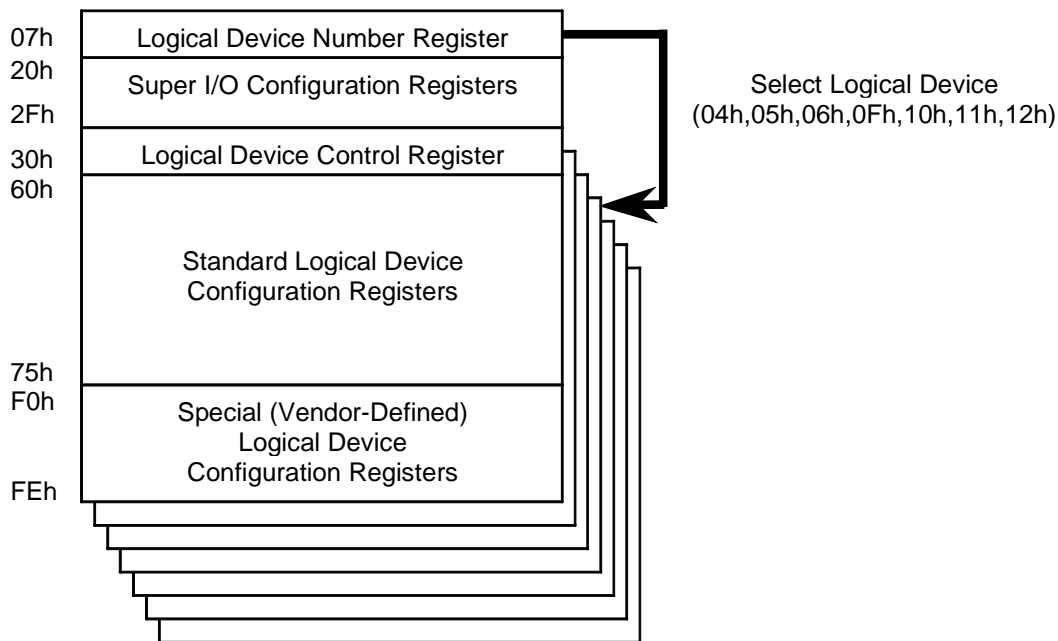 07h
Logical Device Number Register
20h
Super I/O Configuration Registers
2Fh
30h
Logical Device Control Register
60h
Standard Logical Device
Configuration Registers
75h
F0h
Special (Vendor-Defined)
Logical Device
Configuration Registers
FEh
Select Logical Device
(04h,05h,06h,0Fh,10h,11h,12h)